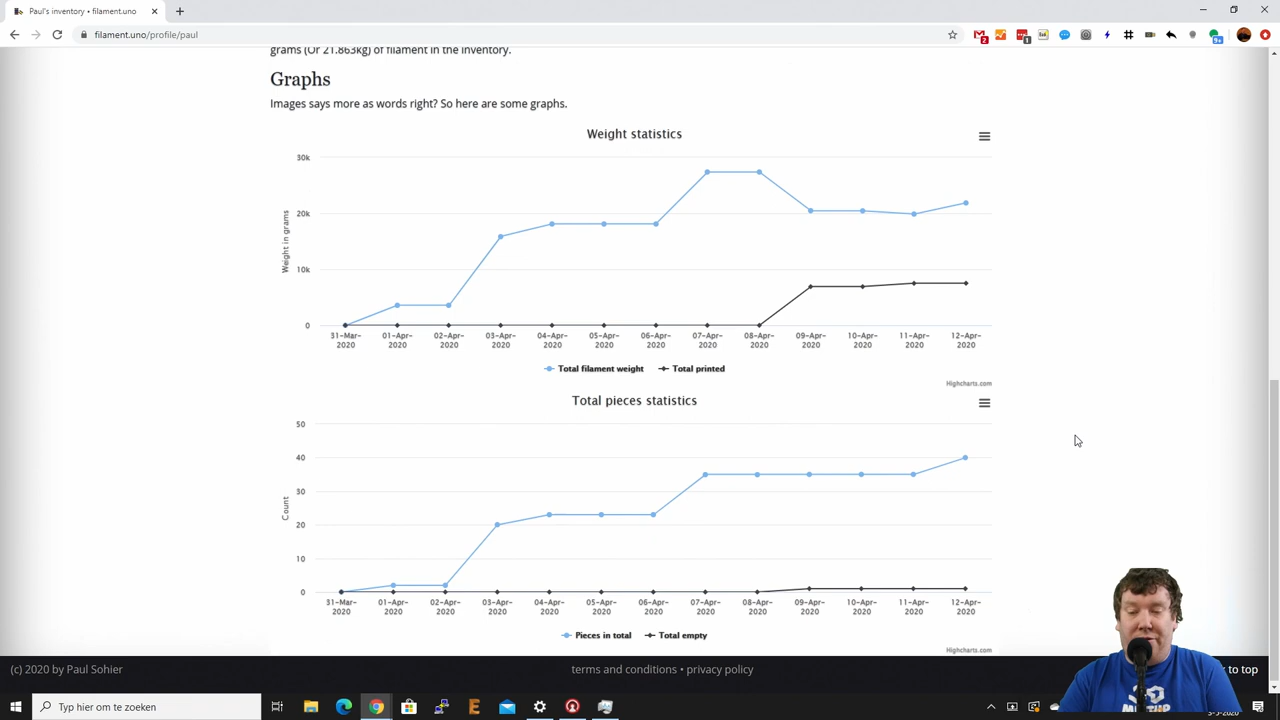 Paul's inventory • filament.uno
filament.uno/profile/paul
2
1
9+
grams (Or 21.863kg) of filament in the inventory.
Graphs
Images says more as words right? So here are some graphs.
Weight statistics
30k
20k
10k
0
Weight in grams
31-Mar-2020 01-Apr-2020 02-Apr-2020 03-Apr-2020 04-Apr-2020 05-Apr-2020 06-Apr-2020 07-Apr-2020 08-Apr-2020 09-Apr-2020 10-Apr-2020 11-Apr-2020 12-Apr-2020
Total filament weight Total printed
Highcharts.com
Total pieces statistics
50
40
30
20
10
0
Count
31-Mar-2020 01-Apr-2020 02-Apr-2020 03-Apr-2020 04-Apr-2020 05-Apr-2020 06-Apr-2020 07-Apr-2020 08-Apr-2020 09-Apr-2020 10-Apr-2020 11-Apr-2020 12-Apr-2020
Pieces in total Total empty
Highcharts.com
(c) 2020 by Paul Sohier terms and conditions • privacy policy to top
Typ hier om te zoeken
3-5-2020